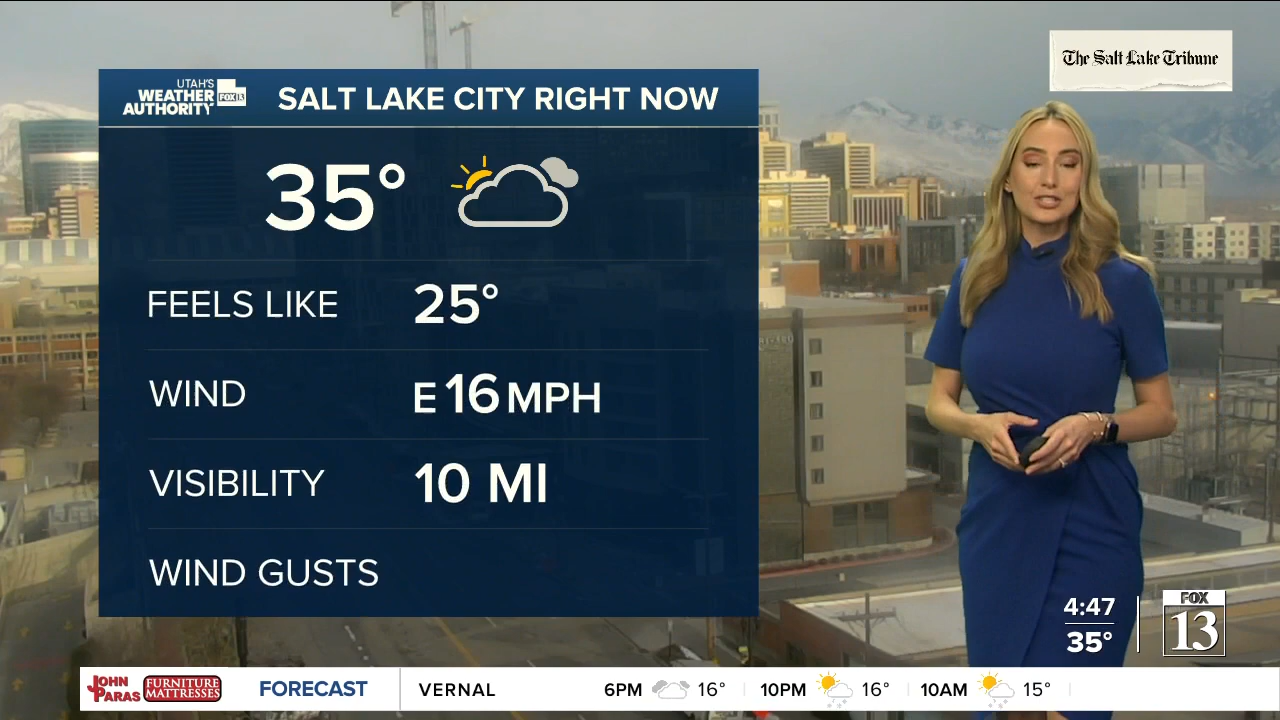 The Salt Lake Tribune
UTAH'S
WEATHER
AUTHORITY
FOX 13
SALT LAKE CITY RIGHT NOW
35°
FEELS LIKE 25°
WIND E 16 MPH
VISIBILITY 10 MI
WIND GUSTS
4:47
35°
FOX
13
JOHN PARAS FURNITURE MATTRESSES FORECAST VERNAL 6PM 16° 10PM 16° 10AM 15°